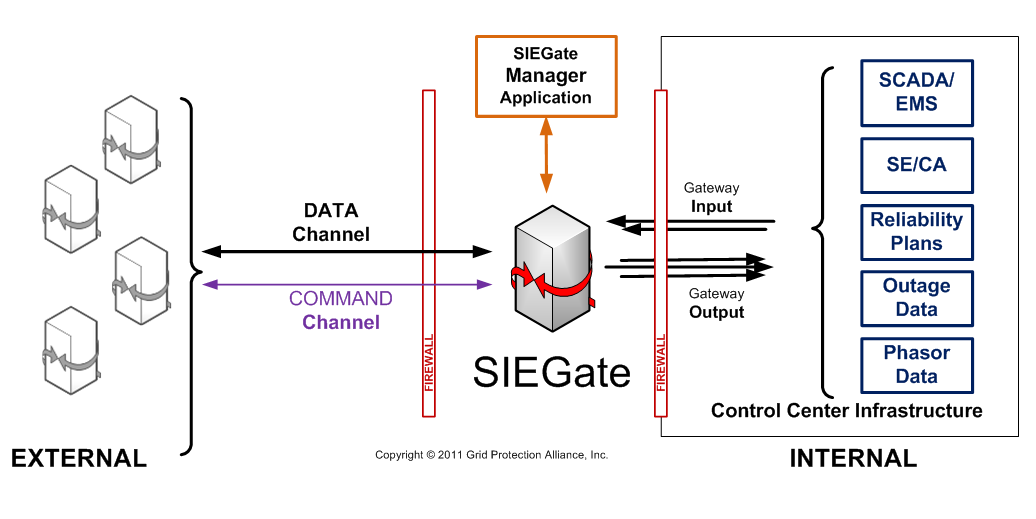 SIEGate
Manager
Application
DATA
Channel
COMMAND
Channel
FIREWALL
SIEGate
FIREWALL
Gateway
Input
Gateway
Output
SCADA/
EMS
SE/CA
Reliability
Plans
Outage
Data
Phasor
Data
Control Center Infrastructure
EXTERNAL
Copyright © 2011 Grid Protection Alliance, Inc.
INTERNAL